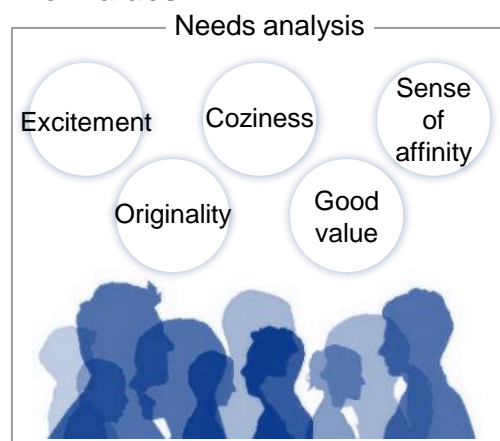 Needs analysis
Excitement
Coziness
Sense
of
affinity
Originality
Good
value